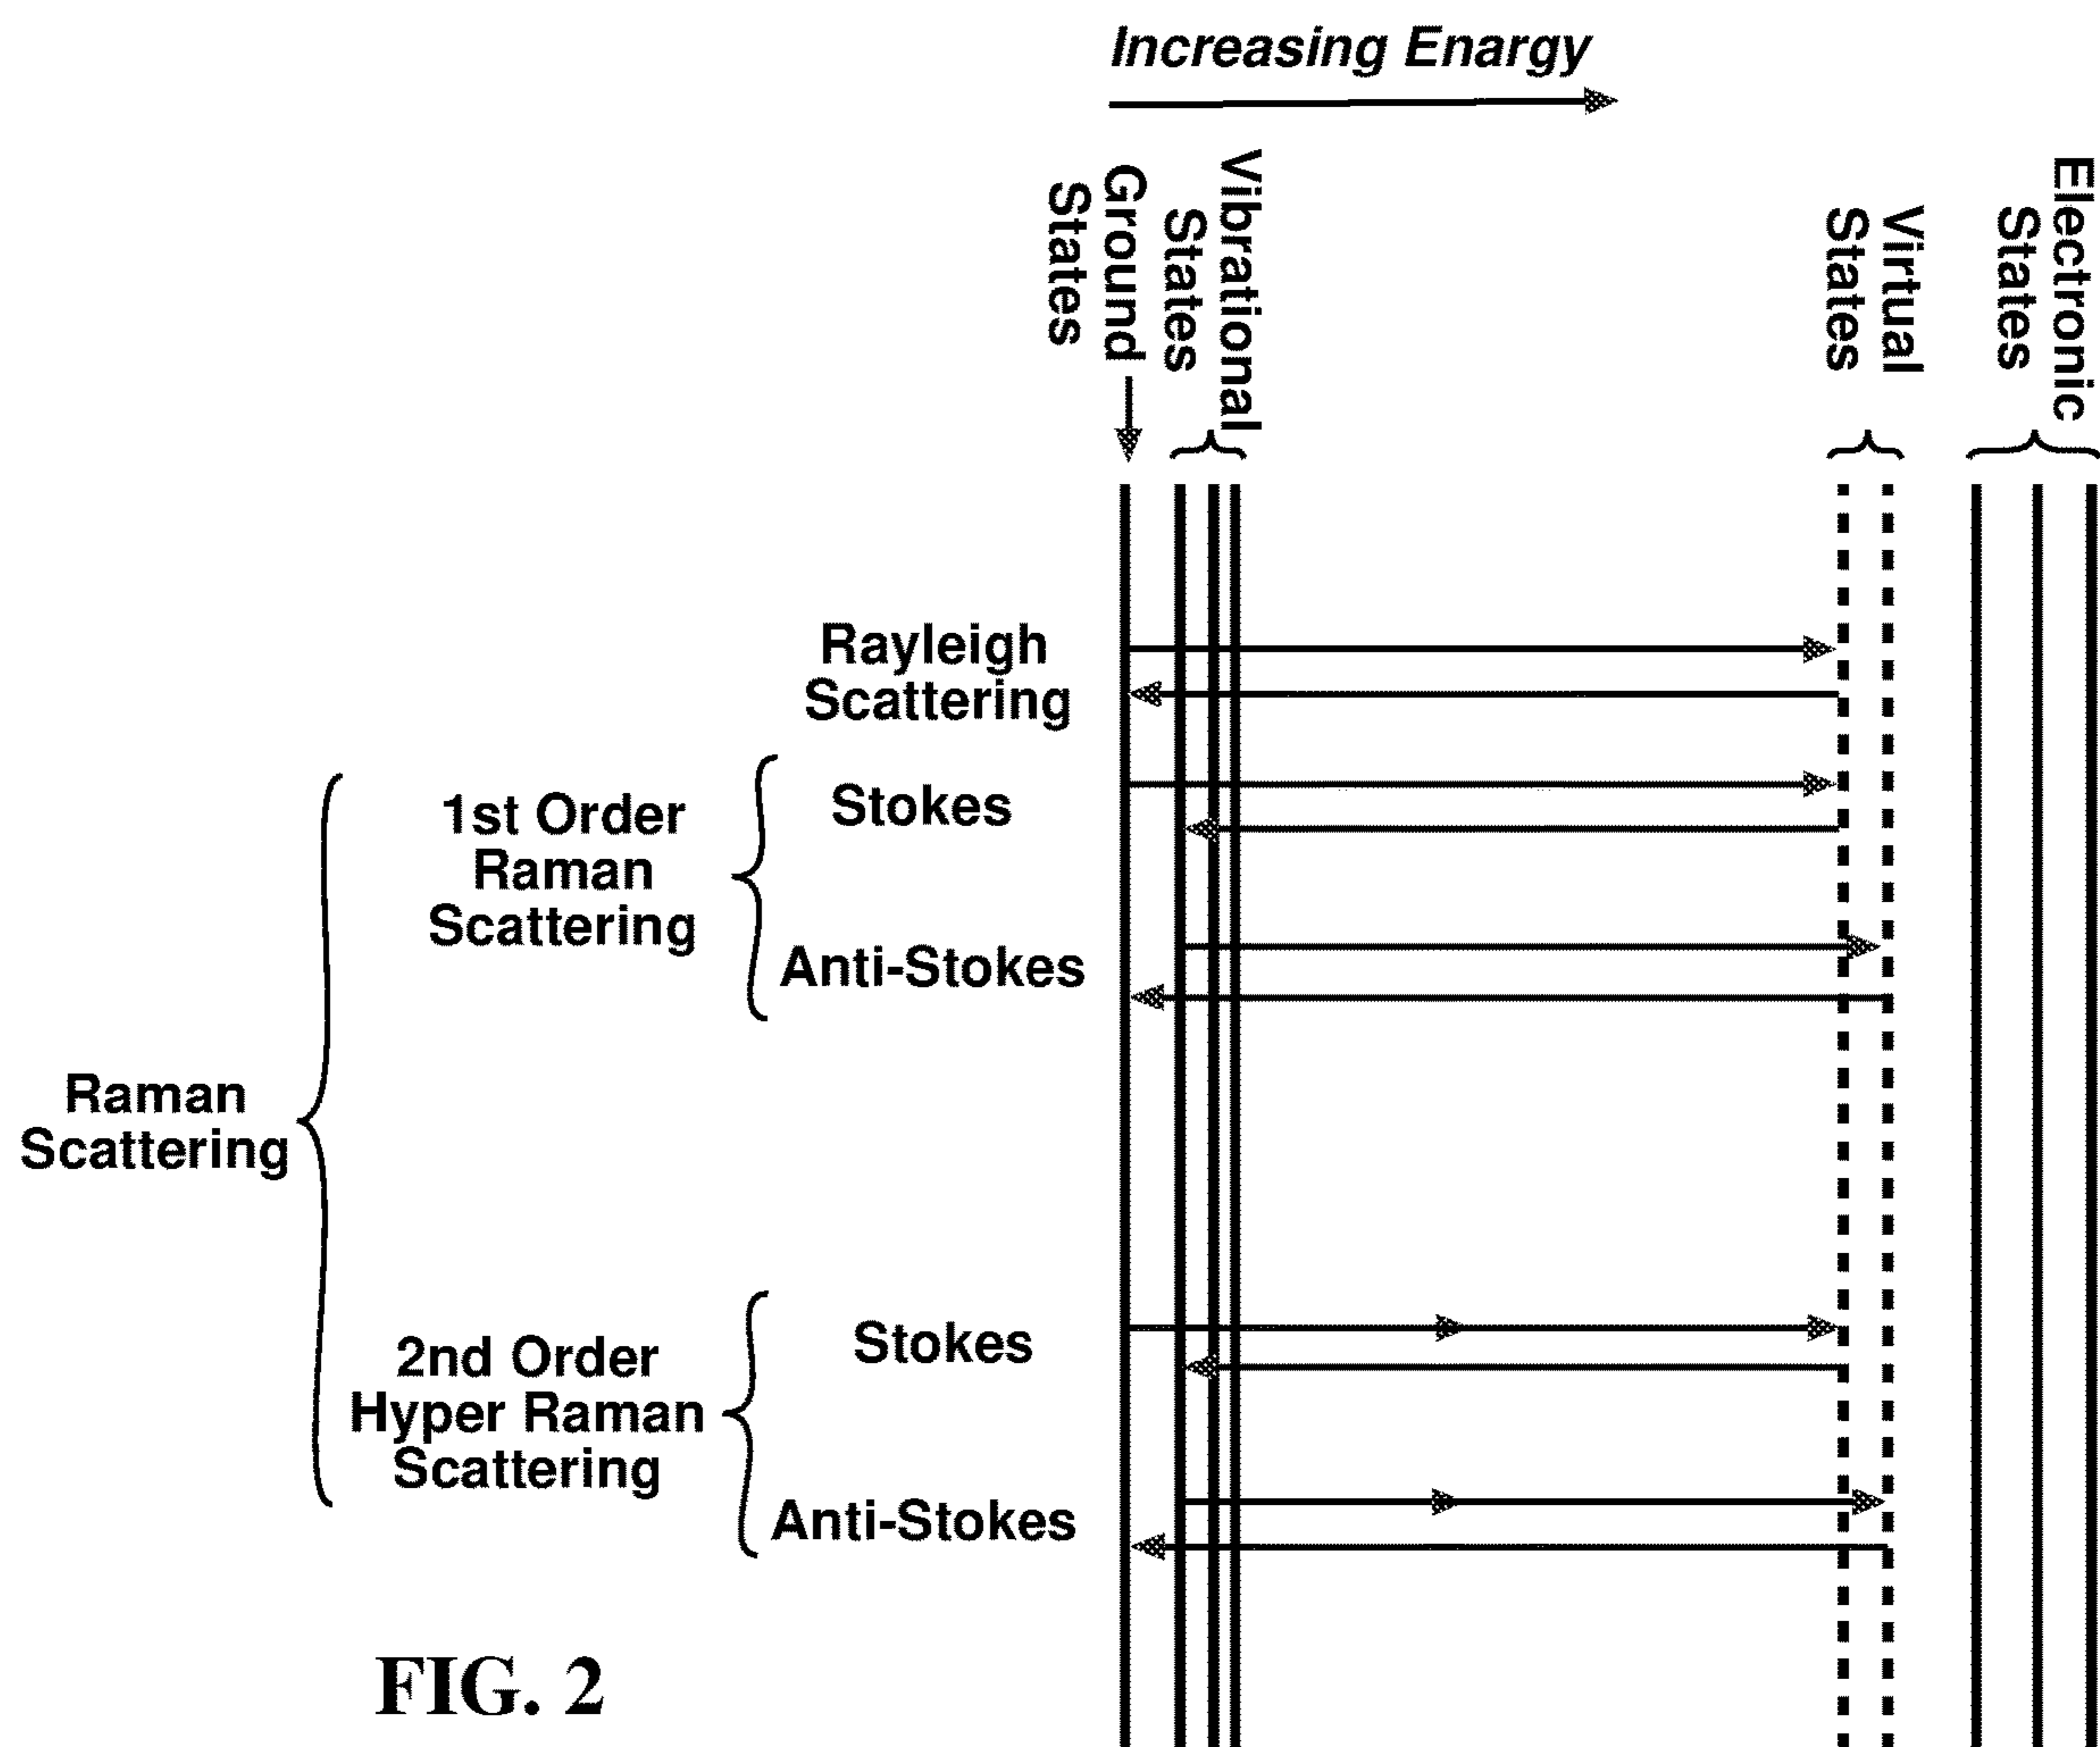 Increasing Enargy
Ground
States
Vibrational
States
Virtual
States
Electronic
States
Rayleigh
Scattering
1st Order
Raman
Scattering
Stokes
Anti-Stokes
Raman
Scattering
2nd Order
Hyper Raman
Scattering
Stokes
Anti-Stokes
FIG. 2